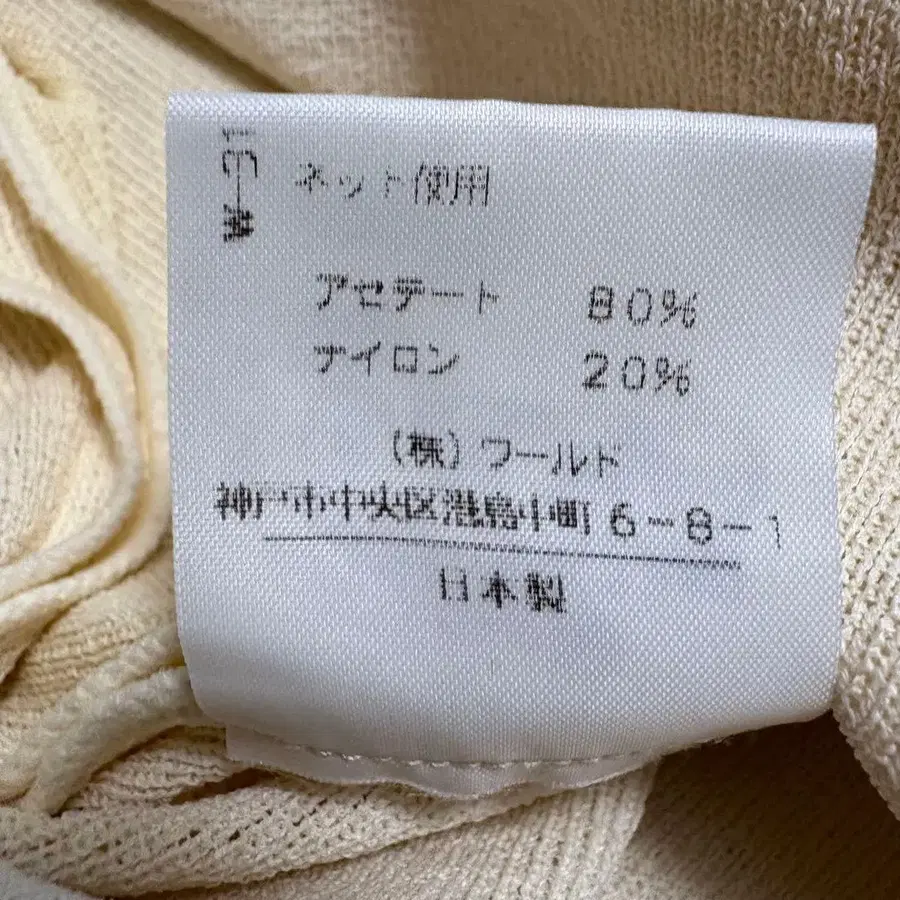 ネット使用
アセテート 80%
ナイロン 20%
(株)ワールド
神戸市中央区港島中町6-8-1
日本製